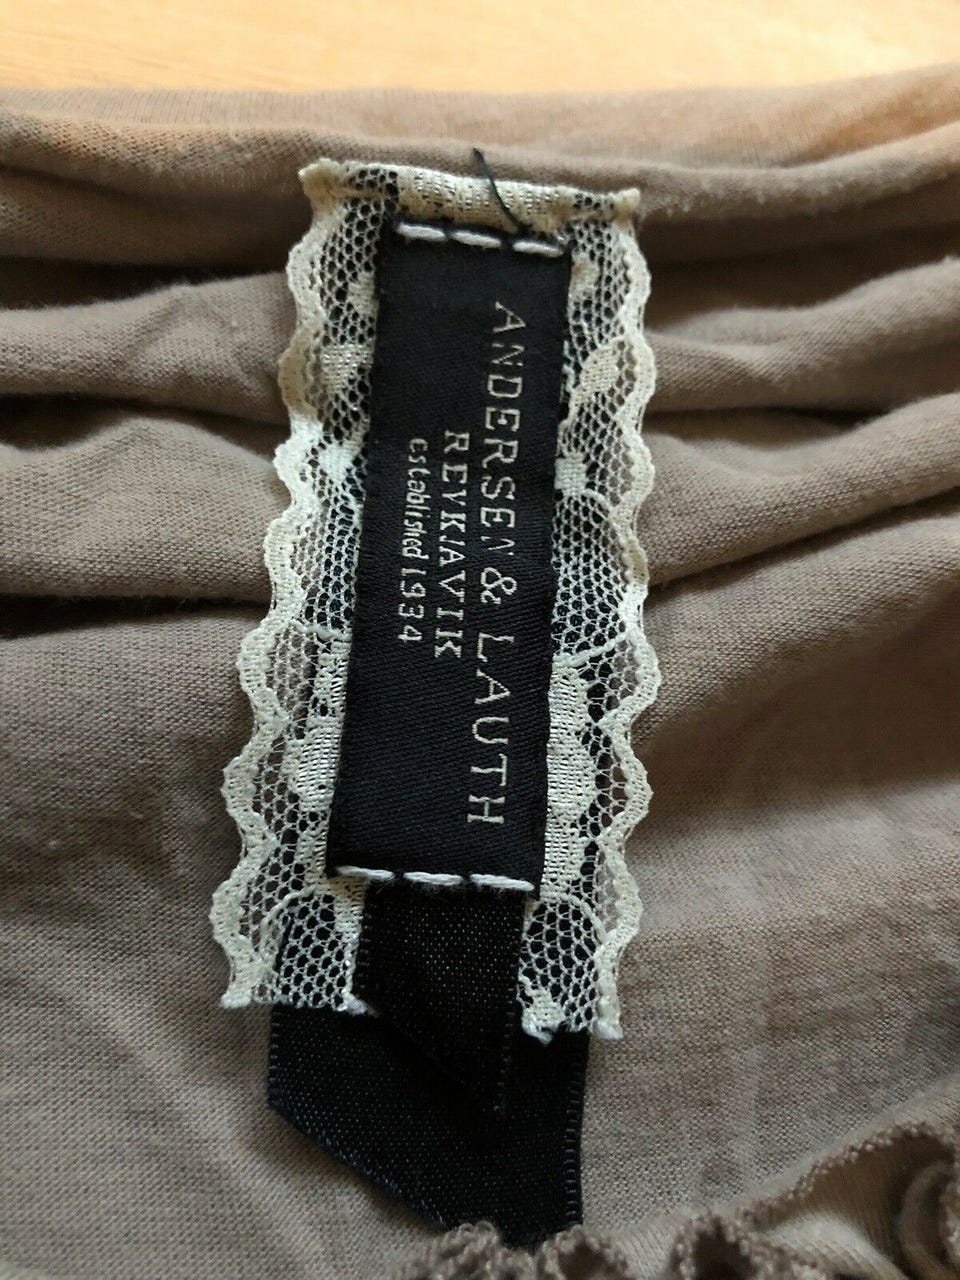 ANDERSEN & LAUTH
REYKJAVIK
established 1934